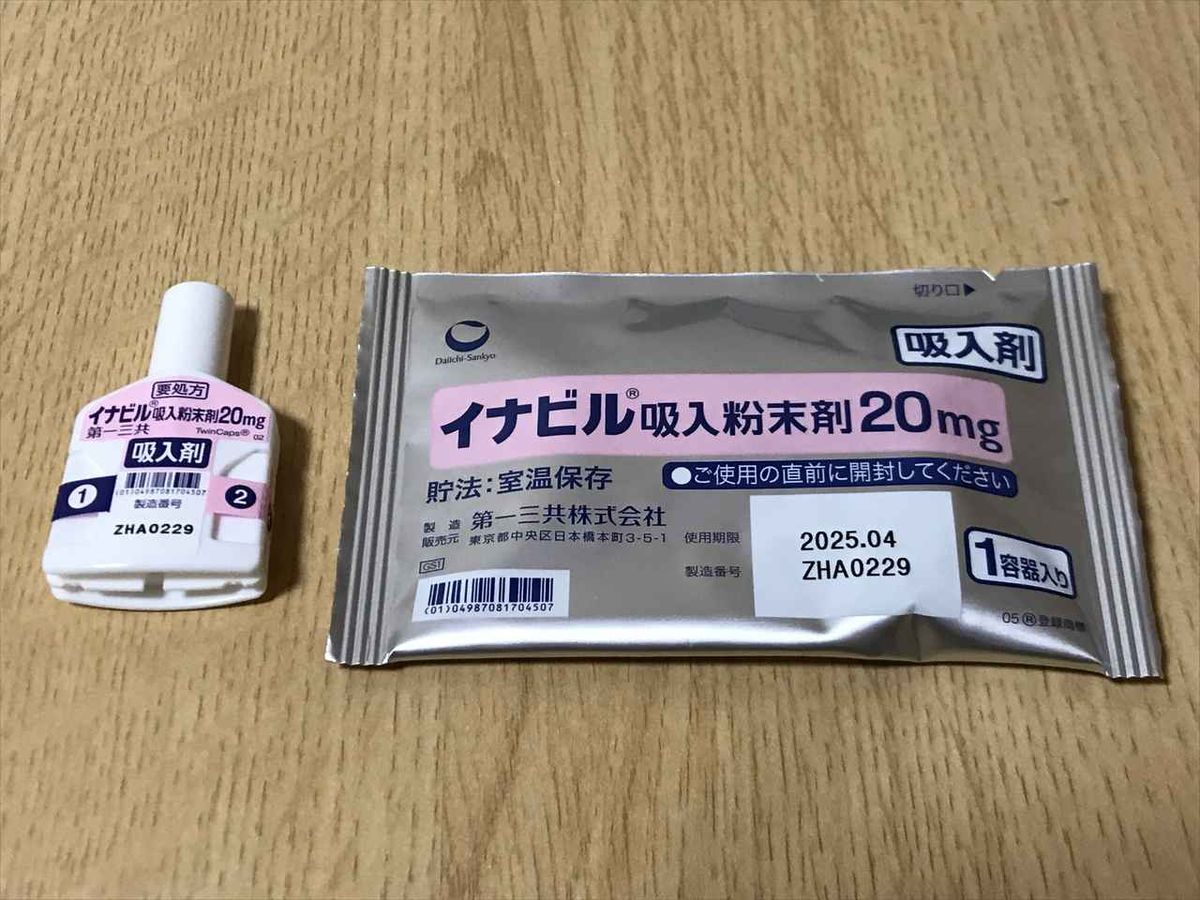 要処方
イナビル®吸入粉末剤20mg
第一三共 TwinCaps® 02
吸入剤
(01)04987081704507
1 製造番号 2
ZHA0229
切り口▶
Daiichi-Sankyo
吸入剤
イナビル®吸入粉末剤20mg
貯法:室温保存
●ご使用の直前に開封してください
製造販売元 第一三共株式会社
東京都中央区日本橋本町3-5-1
使用期限 2025.04
製造番号 ZHA0229
1容器入り
GS1
(01)04987081704507
05 ®登録商標